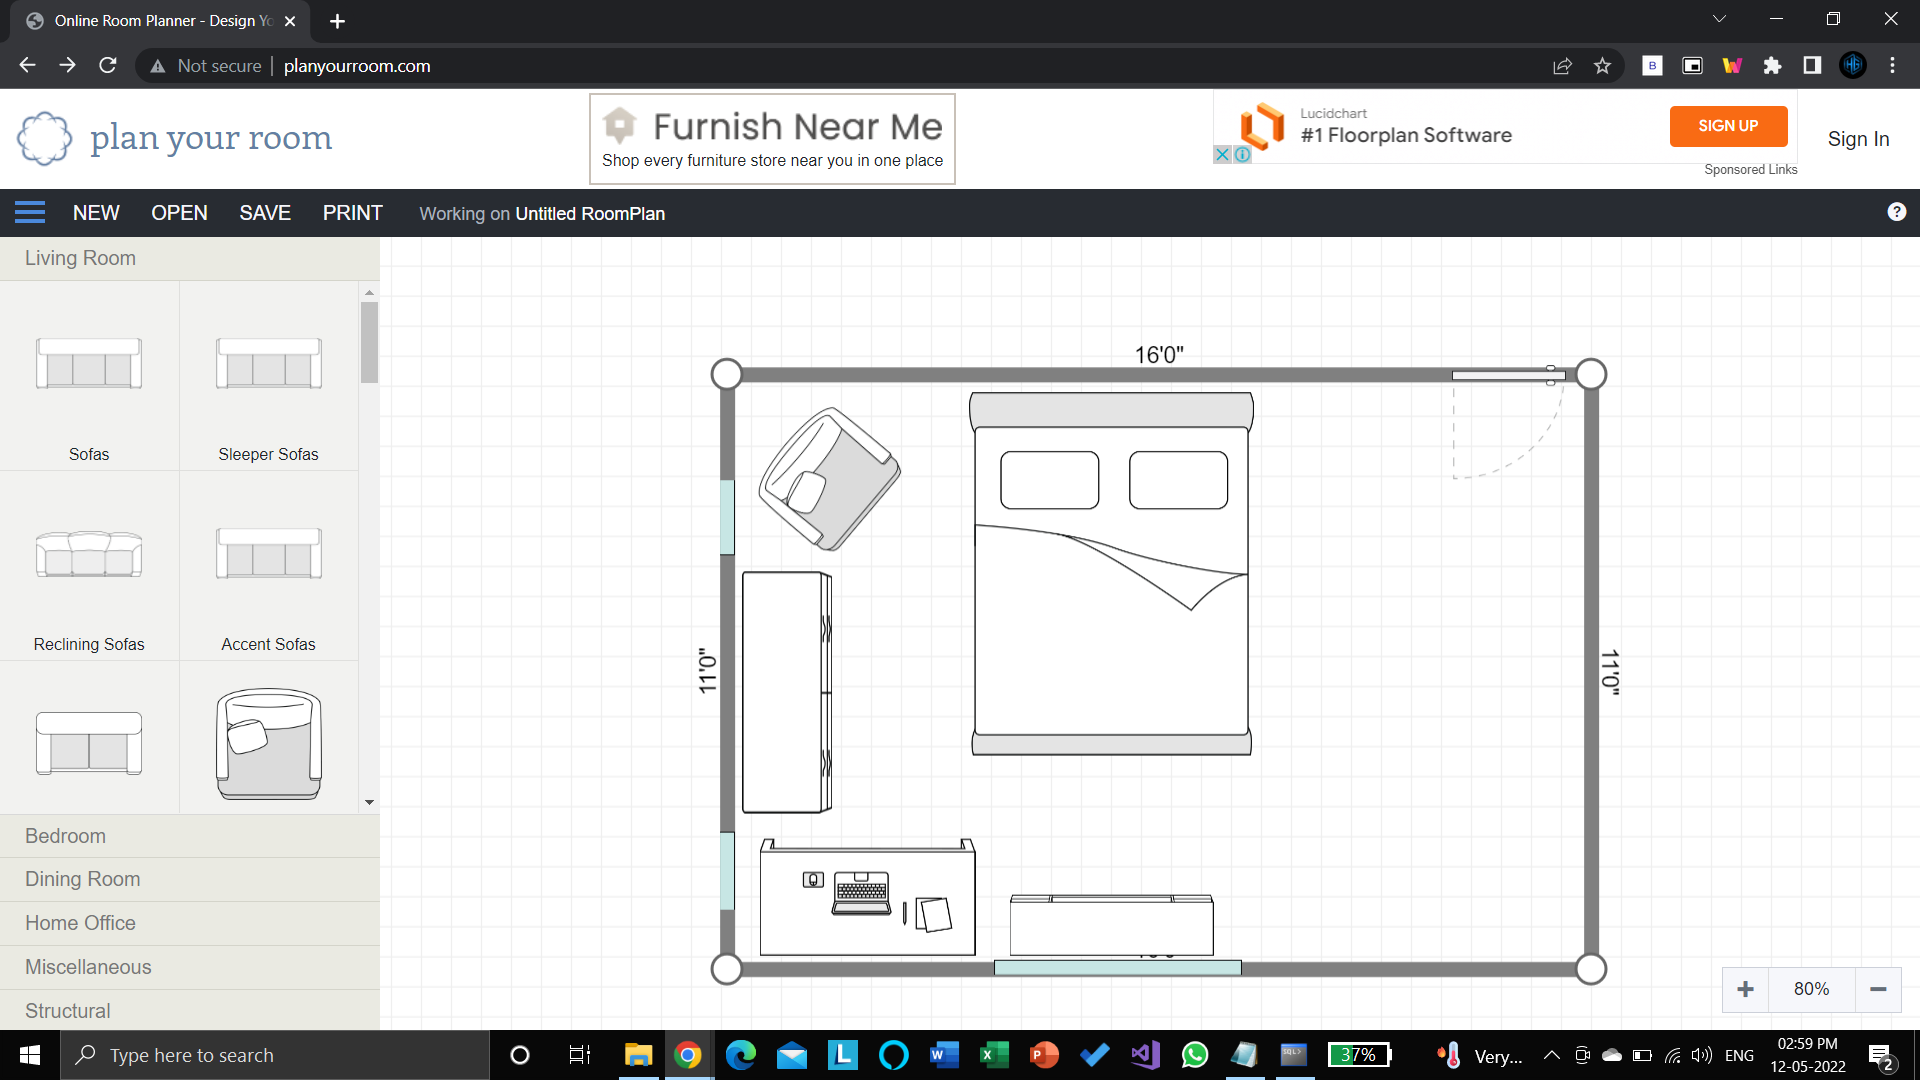 Online Room Planner - Design Yo
Not secure
planyourroom.com
B
plan your room
Furnish Near Me
Shop every furniture store near you in one place
Lucidchart
#1 Floorplan Software
SIGN UP
Sponsored Links
Sign In
NEW
OPEN
SAVE
PRINT
Working on Untitled RoomPlan
Living Room
Sofas
Sleeper Sofas
Reclining Sofas
Accent Sofas
Bedroom
Dining Room
Home Office
Miscellaneous
Structural
16'0"
11'0"
11'0"
80%
Type here to search
37%
Very...
ENG
02:59 PM
12-05-2022
2